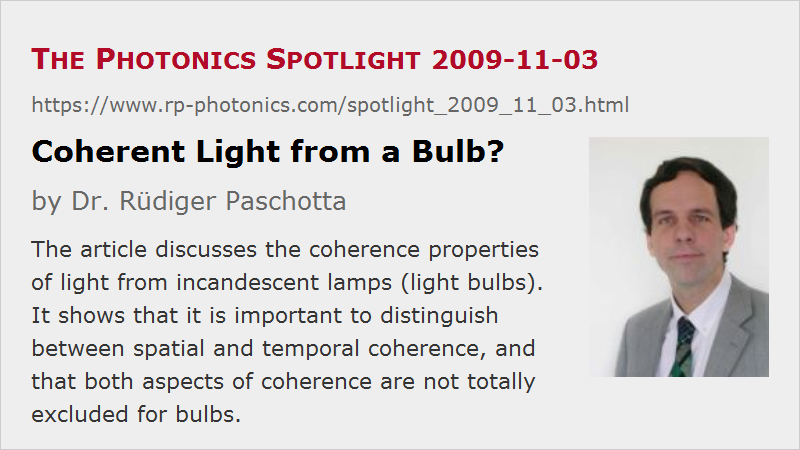 The Photonics Spotlight 2009-11-03
https://www.rp-photonics.com/spotlight_2009_11_03.html
Coherent Light from a Bulb?
by Dr. Rüdiger Paschotta
The article discusses the coherence properties
of light from incandescent lamps (light bulbs).
It shows that it is important to distinguish
between spatial and temporal coherence, and
that both aspects of coherence are not totally
excluded for bulbs.